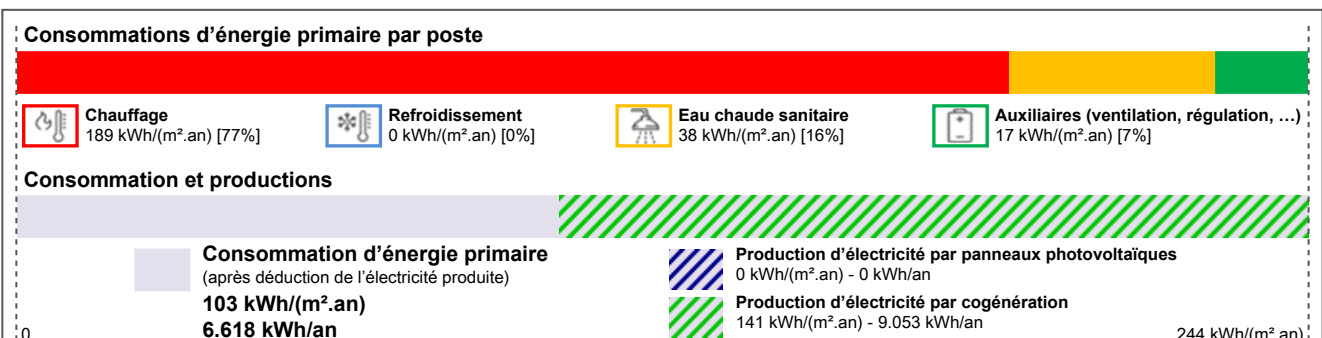 Consommations d'énergie primaire par poste
Chauffage
189 kWh/(m².an) [77%]
Refroidissement
0 kWh/(m².an) [0%]
Eau chaude sanitaire
38 kWh/(m².an) [16%]
Auxiliaires (ventilation, régulation, …)
17 kWh/(m².an) [7%]
Consommation et productions
Consommation d'énergie primaire
(après déduction de l'électricité produite)
103 kWh/(m².an)
6.618 kWh/an
Production d'électricité par panneaux photovoltaïques
0 kWh/(m².an) - 0 kWh/an
Production d'électricité par cogénération
141 kWh/(m².an) - 9.053 kWh/an
0
244 kWh/(m².an)